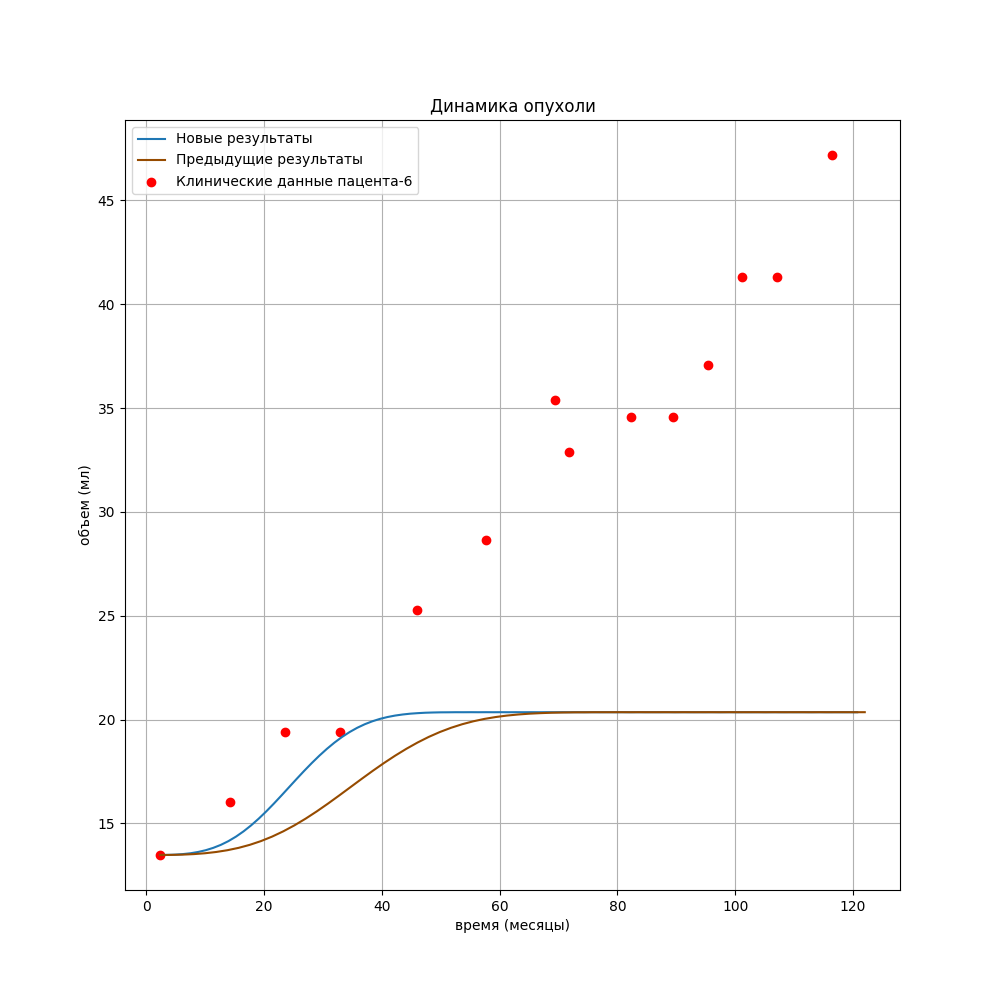 Динамика опухоли
Новые результаты
Предыдущие результаты
Клинические данные пацента-6
45
40
35
30
25
20
15
объем (мл)
0 20 40 60 80 100 120
время (месяцы)